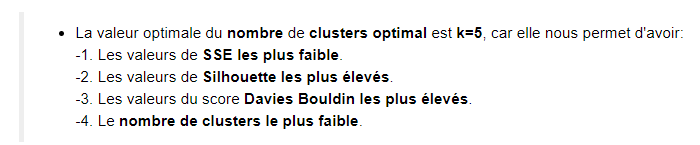 La valeur optimale du nombre de clusters optimal est k=5, car elle nous permet d'avoir:
-1. Les valeurs de SSE les plus faible.
-2. Les valeurs de Silhouette les plus élevés.
-3. Les valeurs du score Davies Bouldin les plus élevés.
-4. Le nombre de clusters le plus faible.